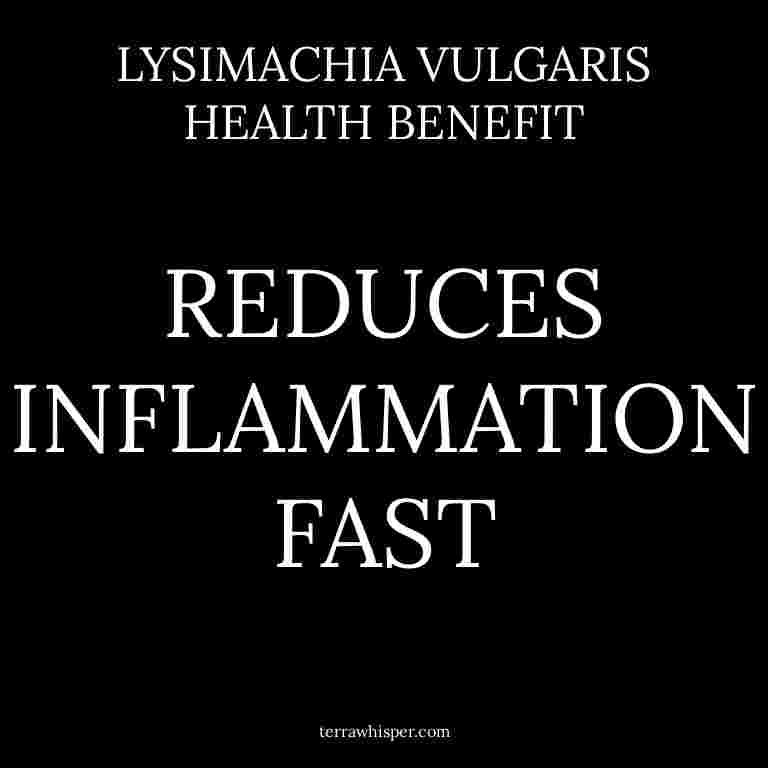 LYSIMACHIA VULGARIS
HEALTH BENEFIT
REDUCES
INFLAMMATION
FAST
terrawhisper.com